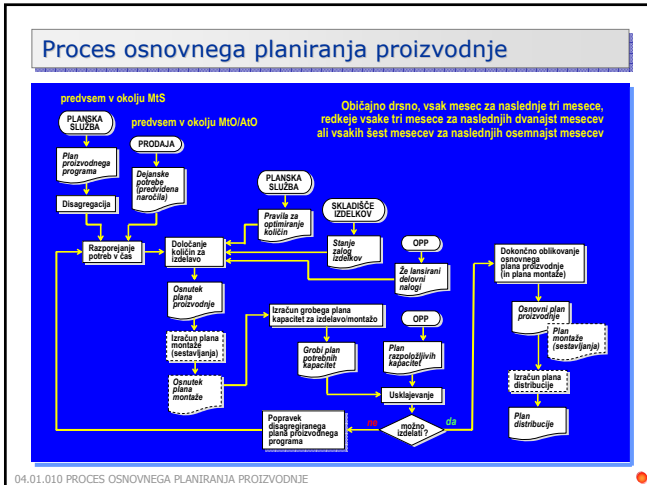 Proces osnovnega planiranja proizvodnje
predvsem v okolju MtS
PLANSKA
SLUŽBA
predvsem v okolju MtO/AtO
Običajno drsno, vsak mesec za naslednje tri mesece,
redkeje vsake tri mesece za naslednjih dvanajst mesecev
ali vsakih šest mesecev za naslednjih osemnajst mesecev
PRODAJA
Plan
proizvodnega
programa
Dejanske
potrebe
(predvidena
naročila)
Disagregacija
PLANSKA
SLUŽBA
Pravila za
optimiranje
količin
SKLADIŠČE
IZDELKOV
Stanje
zalog
izdelkov
OPP
Že lansirani
delovni
nalogi
Razporejanje
potreb v čas
Določanje
količin za
izdelavo
Dokončno oblikovanje
osnovnega
plana proizvodnje
(in plana montaže)
Osnutek
plana
proizvodnje
Izračun grobega plana
kapacitet za izdelavo/montažo
OPP
Osnovni plan
proizvodnje
Plan
montaže
(sestavljanja)
Izračun plana
montaže
(sestavljanja)
Grobi plan
potrebnih
kapacitet
Plan
razpoložljivih
kapacitet
Osnutek
plana
montaže
Izračun plana
distribucije
Usklajevanje
Plan
distribucije
Popravek
disagregiranega
plana proizvodnega
programa
ne
možno
izdelati ?
da
04.01.010 PROCES OSNOVNEGA PLANIRANJA PROIZVODNJE